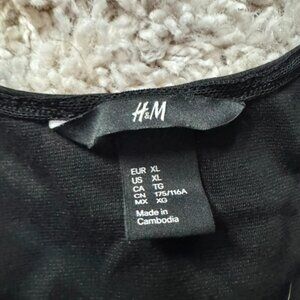 H&M
EUR XL
US XL
CA TG
CN 175/116A
MX XG
Made in
Cambodia